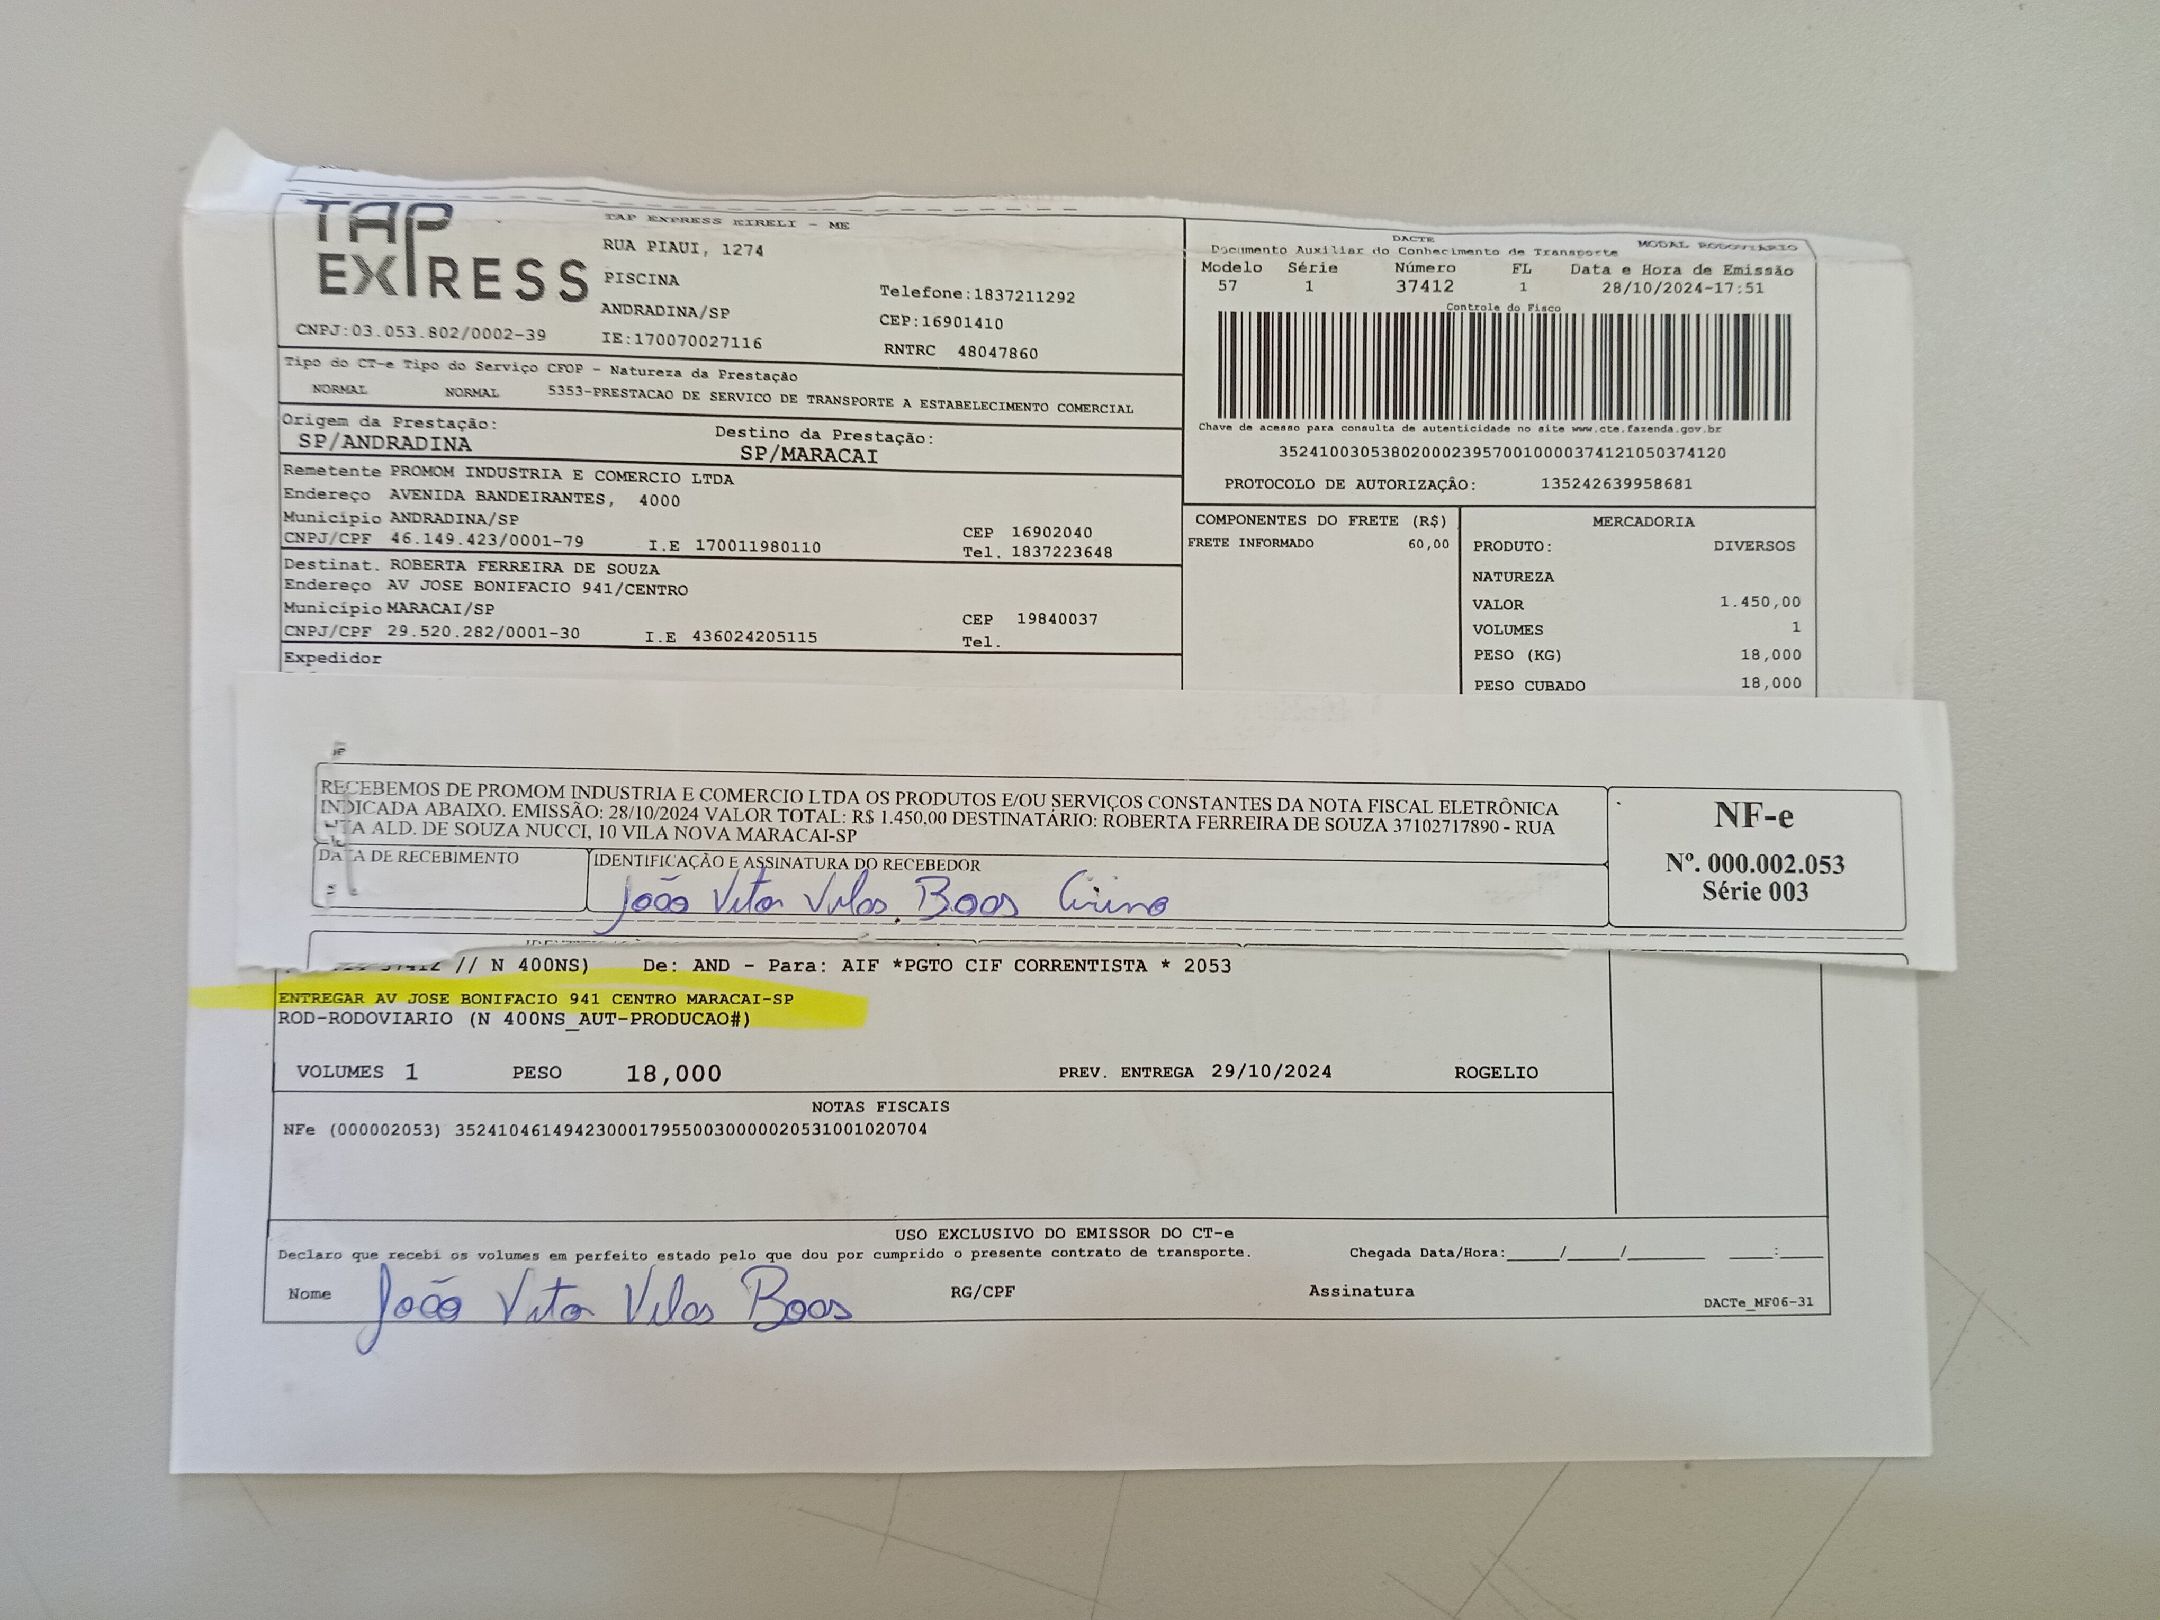 TAP EXPRESS
TAP EXPRESS EIRELI - ME
RUA PIAUI, 1274
PISCINA
ANDRADINA/SP
IE:170070027116
Telefone:1837211292
CEP:16901410
RNTRC 48047860
CNPJ:03.053.802/0002-39
DACTE
Documento Auxiliar do Conhecimento de Transporte
MODAL RODOVIÁRIO
Modelo Série Número FL Data e Hora de Emissão
57 1 37412 1 28/10/2024-17:51
Controle do Fisco
Chave de acesso para consulta de autenticidade no site www.cte.fazenda.gov.br
35241003053802000239570010000374121050374120
PROTOCOLO DE AUTORIZAÇÃO: 135242639958681
Tipo do CT-e Tipo do Serviço CFOP - Natureza da Prestação
NORMAL NORMAL 5353-PRESTACAO DE SERVICO DE TRANSPORTE A ESTABELECIMENTO COMERCIAL
Origem da Prestação: Destino da Prestação:
SP/ANDRADINA SP/MARACAI
Remetente PROMOM INDUSTRIA E COMERCIO LTDA
Endereço AVENIDA BANDEIRANTES, 4000
Município ANDRADINA/SP CEP 16902040
CNPJ/CPF 46.149.423/0001-79 I.E 170011980110 Tel. 1837223648
Destinat. ROBERTA FERREIRA DE SOUZA
Endereço AV JOSE BONIFACIO 941/CENTRO
Município MARACAI/SP CEP 19840037
CNPJ/CPF 29.520.282/0001-30 I.E 436024205115 Tel.
Expedidor
COMPONENTES DO FRETE (R$)
FRETE INFORMADO 60,00
MERCADORIA
PRODUTO: DIVERSOS
NATUREZA
VALOR 1.450,00
VOLUMES 1
PESO (KG) 18,000
PESO CUBADO 18,000
RECEBEMOS DE PROMOM INDUSTRIA E COMERCIO LTDA OS PRODUTOS E/OU SERVIÇOS CONSTANTES DA NOTA FISCAL ELETRÔNICA
INDICADA ABAIXO. EMISSÃO: 28/10/2024 VALOR TOTAL: R$ 1.450,00 DESTINATÁRIO: ROBERTA FERREIRA DE SOUZA 37102717890 - RUA
ALD. DE SOUZA NUCCI, 10 VILA NOVA MARACAI-SP
DATA DE RECEBIMENTO IDENTIFICAÇÃO E ASSINATURA DO RECEBEDOR
João Vitor Vilas Boas Cirino
NF-e
Nº. 000.002.053
Série 003
37412 // N 400NS) De: AND - Para: AIF *PGTO CIF CORRENTISTA * 2053
ENTREGAR AV JOSE BONIFACIO 941 CENTRO MARACAI-SP
ROD-RODOVIARIO (N 400NS_AUT-PRODUCAO#)
VOLUMES 1 PESO 18,000 PREV. ENTREGA 29/10/2024 ROGELIO
NOTAS FISCAIS
NFe (000002053) 35241046149423000179550030000020531001020704
USO EXCLUSIVO DO EMISSOR DO CT-e
Declaro que recebi os volumes em perfeito estado pelo que dou por cumprido o presente contrato de transporte. Chegada Data/Hora:_____/_____/_______ ____:____
Nome João Vitor Vilas Boas RG/CPF Assinatura
DACTe_MF06-31